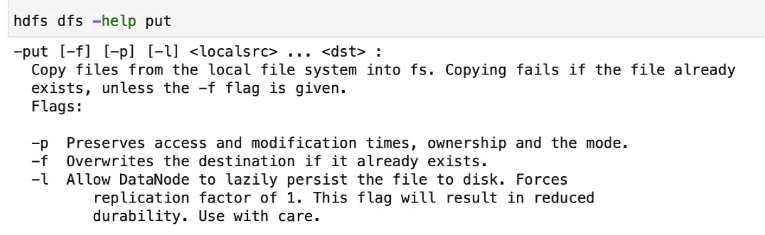 hdfs dfs -help put
-put [-f] [-p] [-l] <localsrc> ... <dst> :
Copy files from the local file system into fs. Copying fails if the file already
exists, unless the -f flag is given.
Flags:
-p Preserves access and modification times, ownership and the mode.
-f Overwrites the destination if it already exists.
-l Allow DataNode to lazily persist the file to disk. Forces
replication factor of 1. This flag will result in reduced
durability. Use with care.